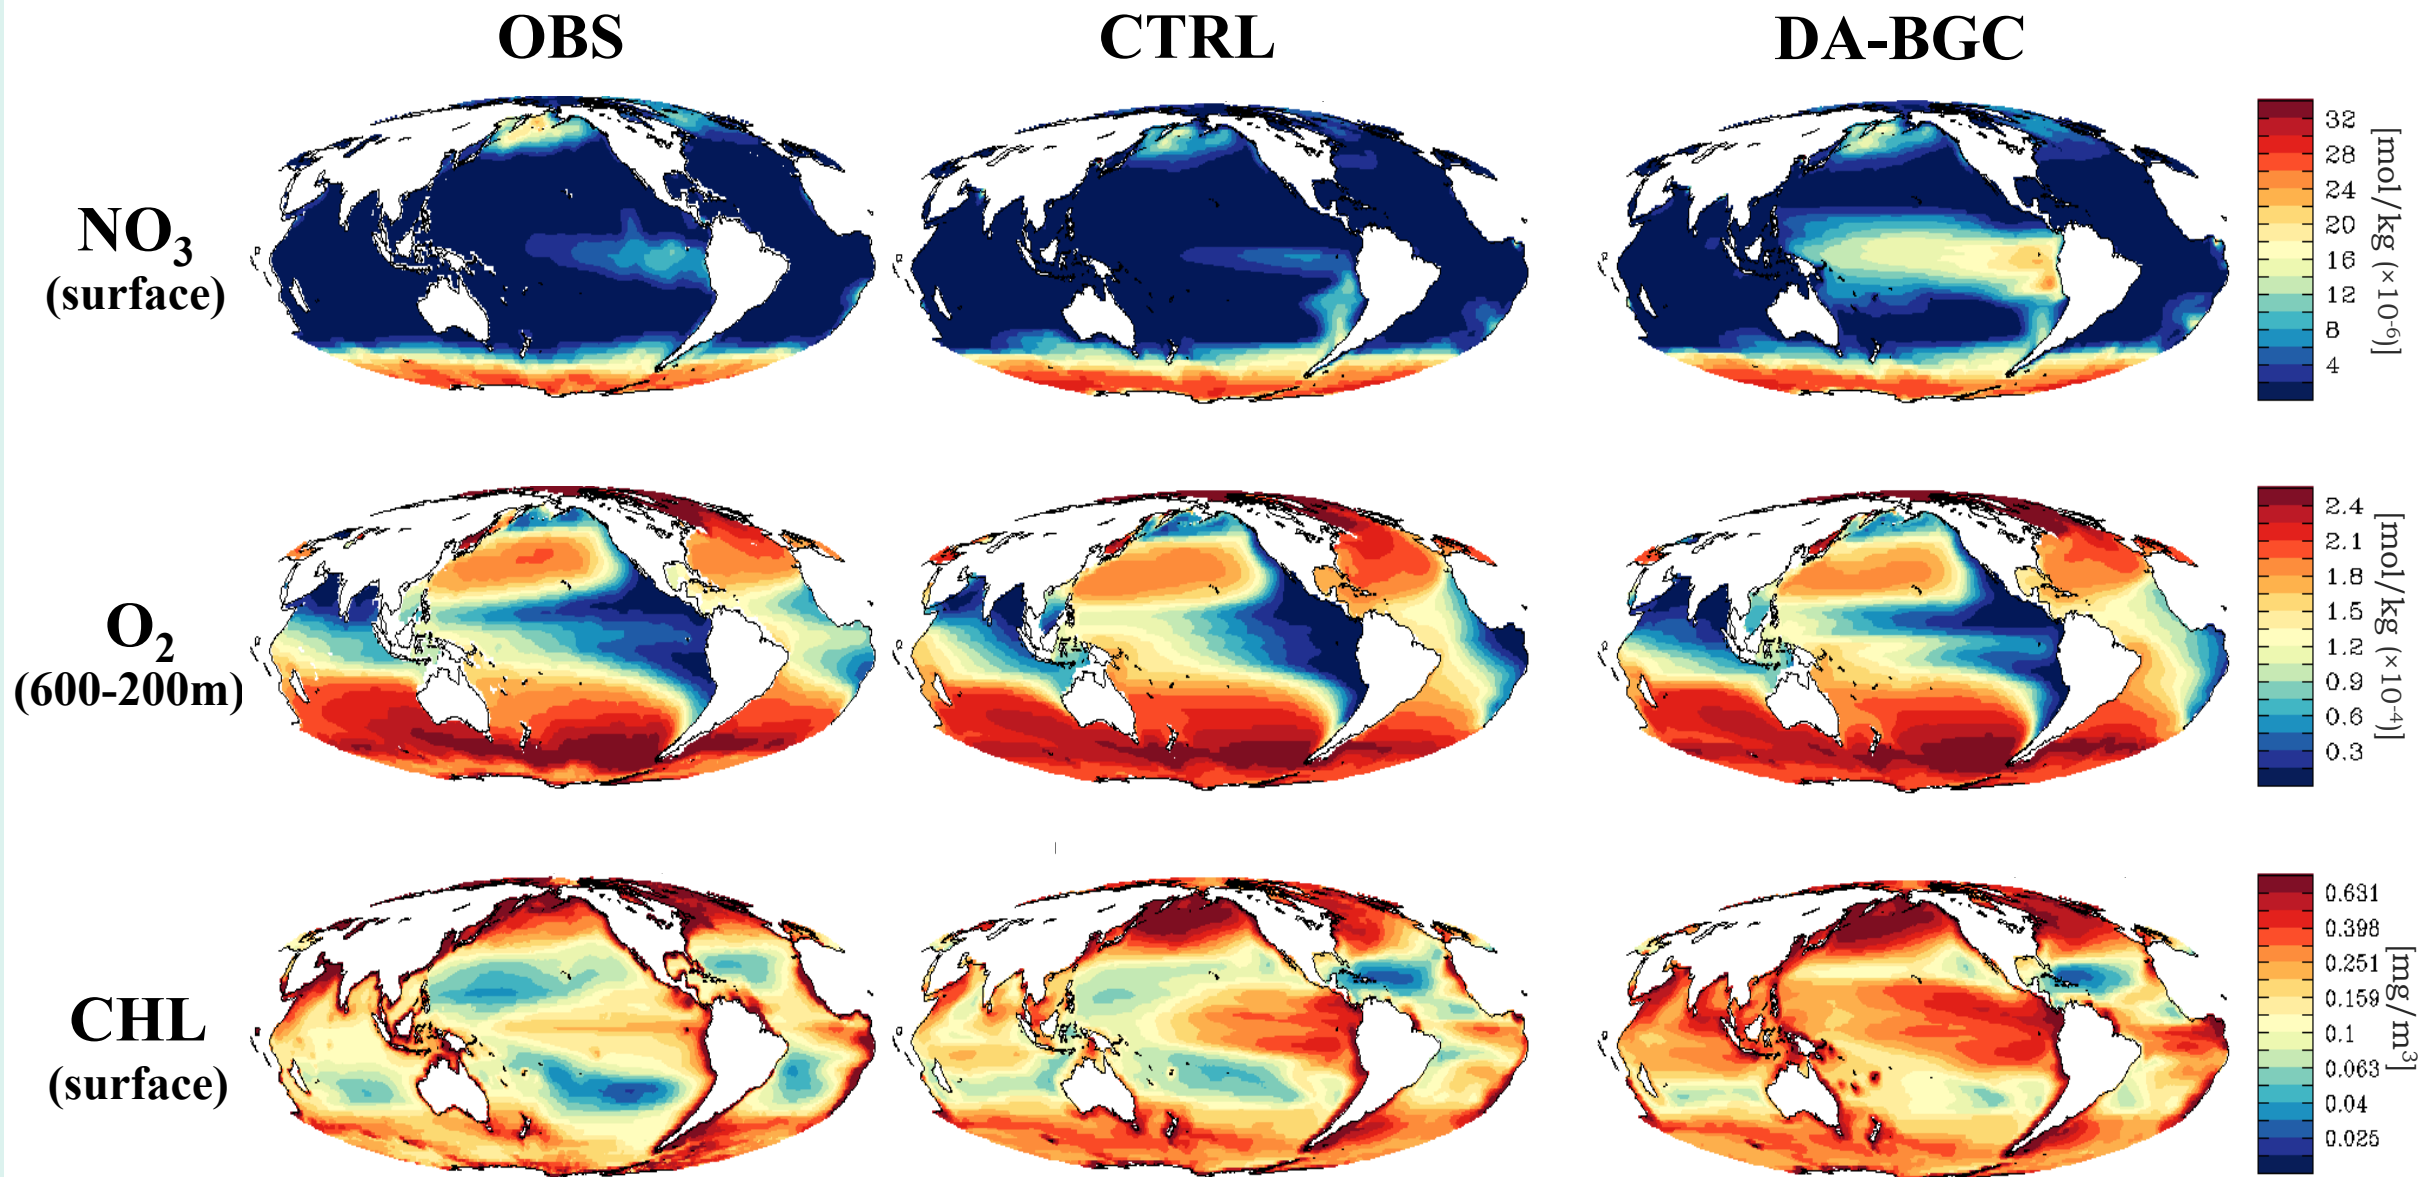 OBS CTRL DA-BGC
NO₃
(surface)
32
28
24
20
16
12
8
4
[mol/kg (×10⁻⁶)]
O₂
(600-200m)
2.4
2.1
1.8
1.5
1.2
0.9
0.6
0.3
[mol/kg (×10⁻⁴)]
CHL
(surface)
0.631
0.398
0.251
0.159
0.1
0.063
0.04
0.025
[mg/m³]